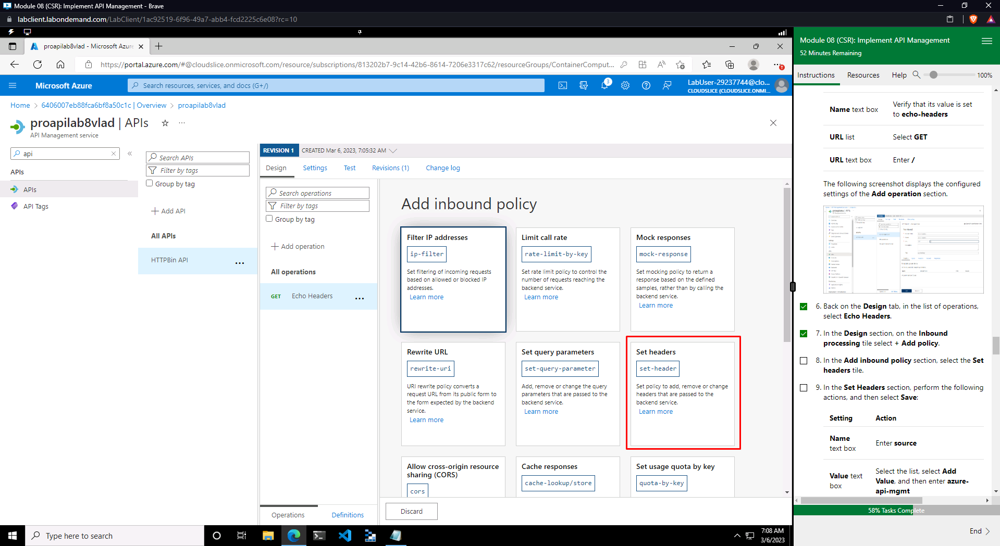 Module 08 (CSR): Implement API Management - Brave
labclient.labondemand.com/LabClient/1ac92519-6f96-49a7-abb4-fcd2225c6e08?rc=10
proapilab8vlad - Microsoft Azure
https://portal.azure.com/#@cloudslice.onmicrosoft.com/resource/subscriptions/813202b7-9c14-42b6-8614-7206e3317c62/resourceGroups/ContainerComput...
Microsoft Azure
Search resources, services, and docs (G+/)
3
LabUser-29237744@clo...
CLOUDSLICE (CLOUDSLICE.ONMI...
Home > 6406007eb88fca6bf8a50c1c | Overview > proapilab8vlad
proapilab8vlad | APIs
API Management service
api
APIs
APIs
API Tags
Search APIs
Filter by tags
Group by tag
Add API
All APIs
HTTPBin API
REVISION 1
CREATED Mar 6, 2023, 7:05:32 AM
Design
Settings
Test
Revisions (1)
Change log
Search operations
Filter by tags
Group by tag
Add operation
All operations
GET Echo Headers
Operations
Definitions
Add inbound policy
Filter IP addresses
ip-filter
Set filtering of incoming requests
based on allowed or blocked IP
addresses.
Learn more
Limit call rate
rate-limit-by-key
Set rate limit policy to control the
number of requests reaching the
backend service.
Learn more
Mock responses
mock-response
Set mocking policy to return a
response based on the defined
samples, rather than by calling the
backend service.
Learn more
Rewrite URL
rewrite-uri
URI rewrite policy converts a
request URL from its public form to
the form expected by the backend
service.
Learn more
Set query parameters
set-query-parameter
Add, remove or change the query
parameters that are passed to the
backend service.
Learn more
Set headers
set-header
Set policy to add, remove or change
headers that are passed to the
backend service.
Learn more
Allow cross-origin resource
sharing (CORS)
cors
Cache responses
cache-lookup/store
Set usage quota by key
quota-by-key
Discard
Module 08 (CSR): Implement API Management
52 Minutes Remaining
Instructions
Resources
Help
100%
Name text box
Verify that its value is set
to echo-headers
URL list
Select GET
URL text box
Enter /
The following screenshot displays the configured
settings of the Add operation section.
6. Back on the Design tab, in the list of operations,
select Echo Headers.
7. In the Design section, on the Inbound
processing tile select + Add policy.
8. In the Add inbound policy section, select the Set
headers tile.
9. In the Set Headers section, perform the following
actions, and then select Save:
Setting
Action
Name
text box
Enter source
Value text
box
Select the list, select Add
Value, and then enter azure-
api-mgmt
58% Tasks Complete
End
Type here to search
7:08 AM
3/6/2023